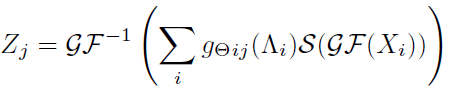 Z_j = \mathcal{GF}^{-1} \left( \sum_i g_{\Theta ij}(\Lambda_i) \mathcal{S}(\mathcal{GF}(X_i)) \right)